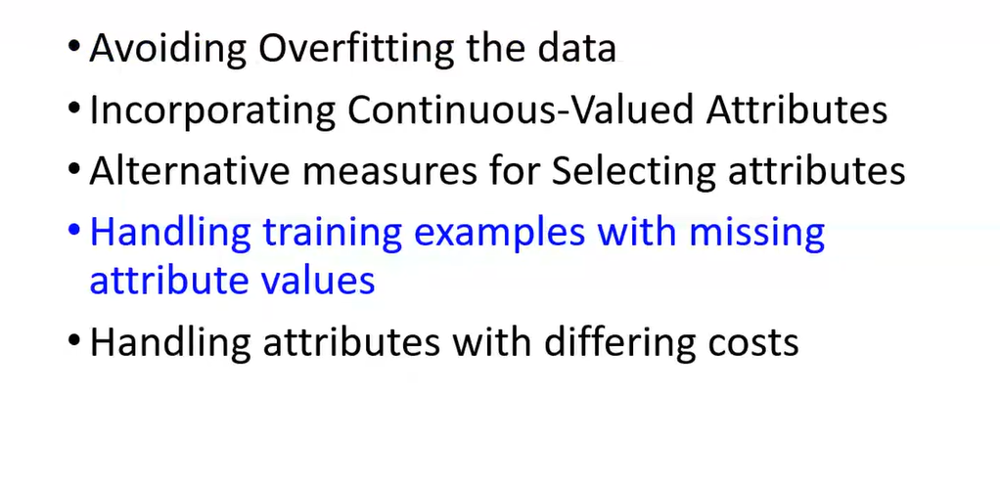 • Avoiding Overfitting the data
• Incorporating Continuous-Valued Attributes
• Alternative measures for Selecting attributes
• Handling training examples with missing
attribute values
• Handling attributes with differing costs